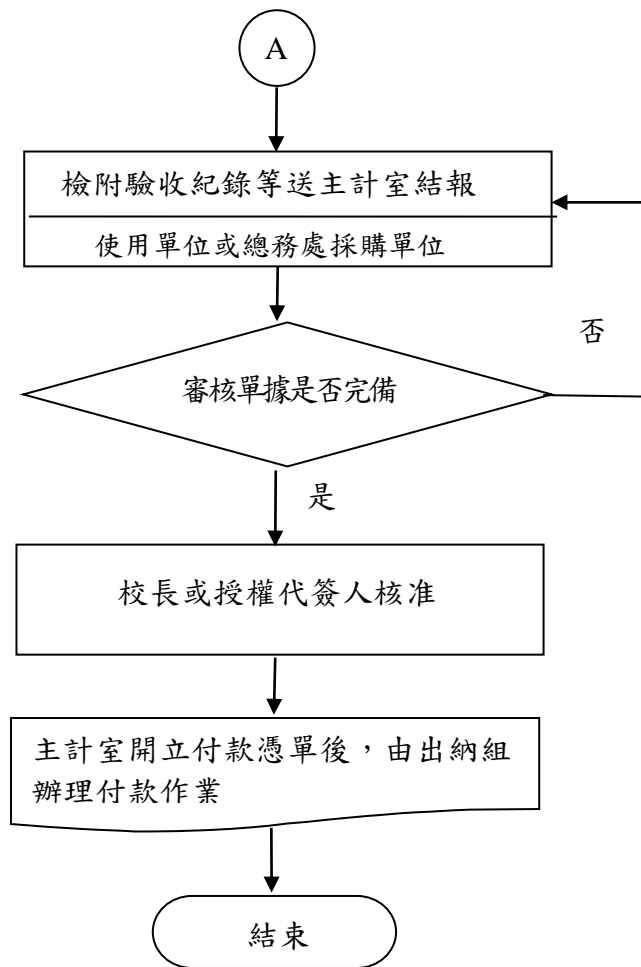 A
檢附驗收紀錄等送主計室結報
使用單位或總務處採購單位
否
審核單據是否完備
是
校長或授權代簽人核准
主計室開立付款憑單後，由出納組
辦理付款作業
結束